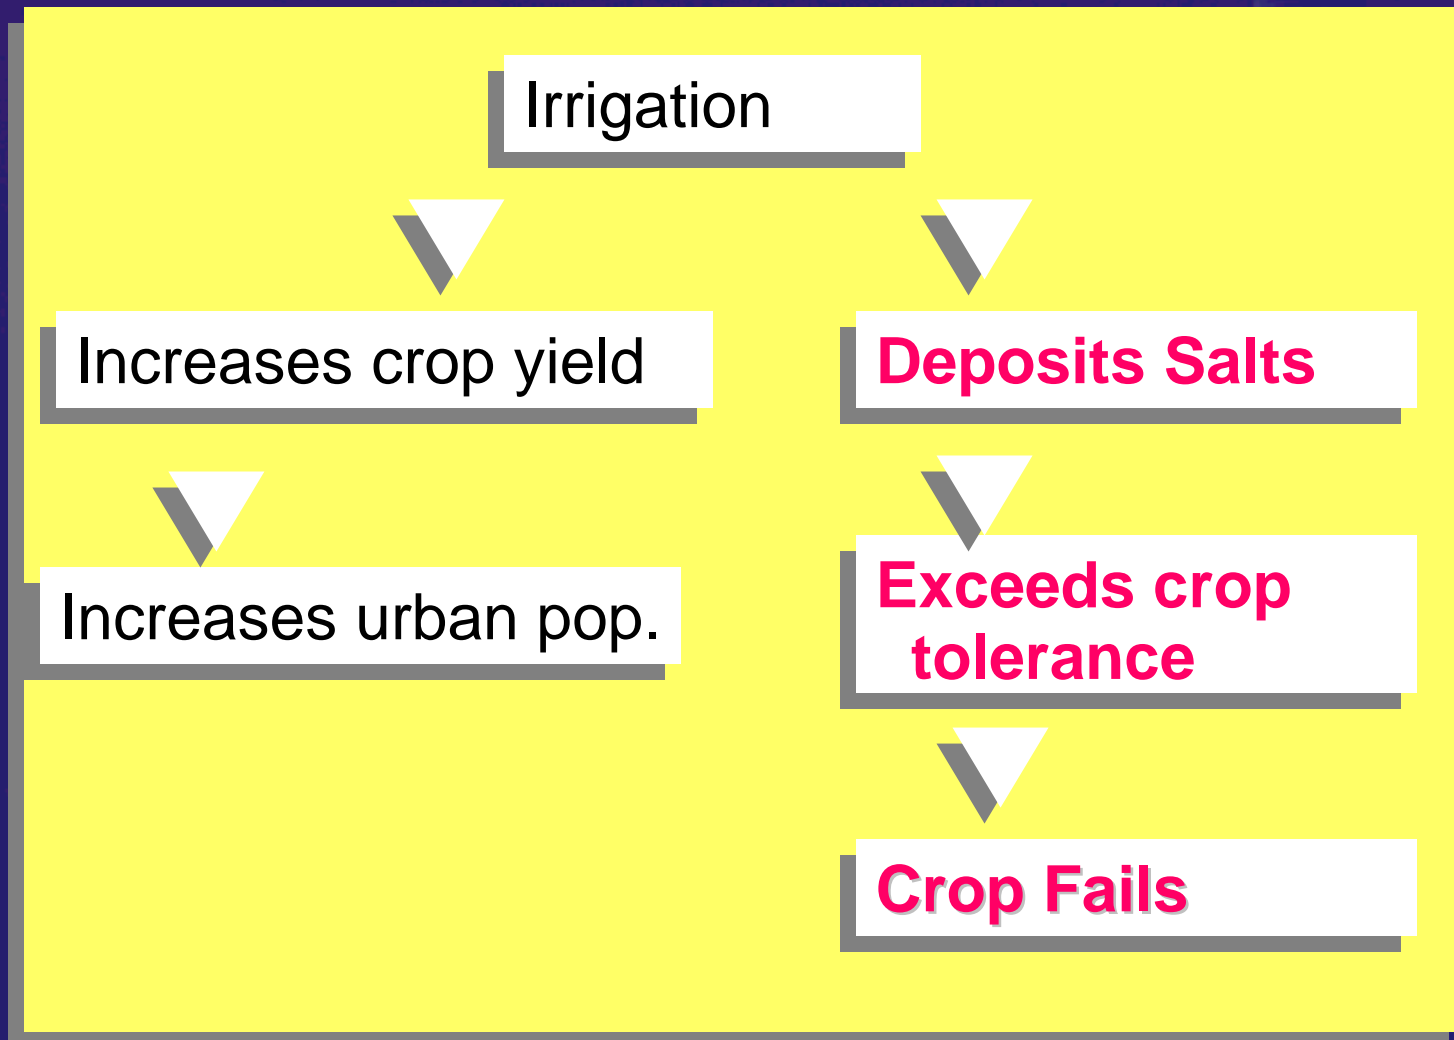 Irrigation
Increases crop yield
Deposits Salts
Increases urban pop.
Exceeds crop
tolerance
Crop Fails